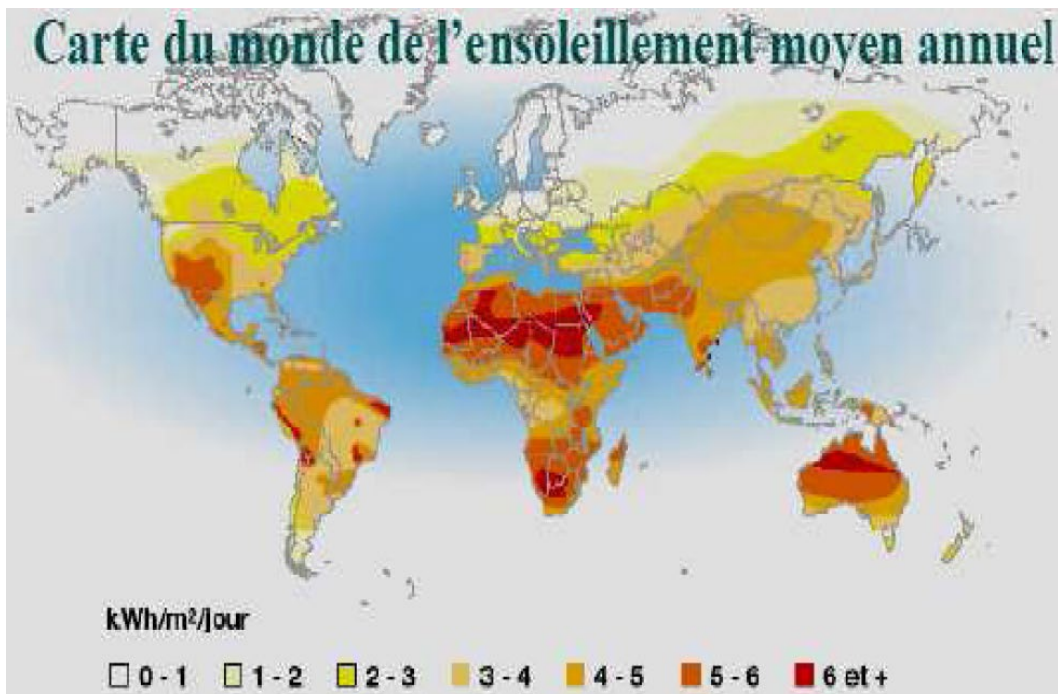 Carte du monde de l'ensoleillement moyen annuel
kWh/m²/jour
0 - 1 1 - 2 2 - 3 3 - 4 4 - 5 5 - 6 6 et +